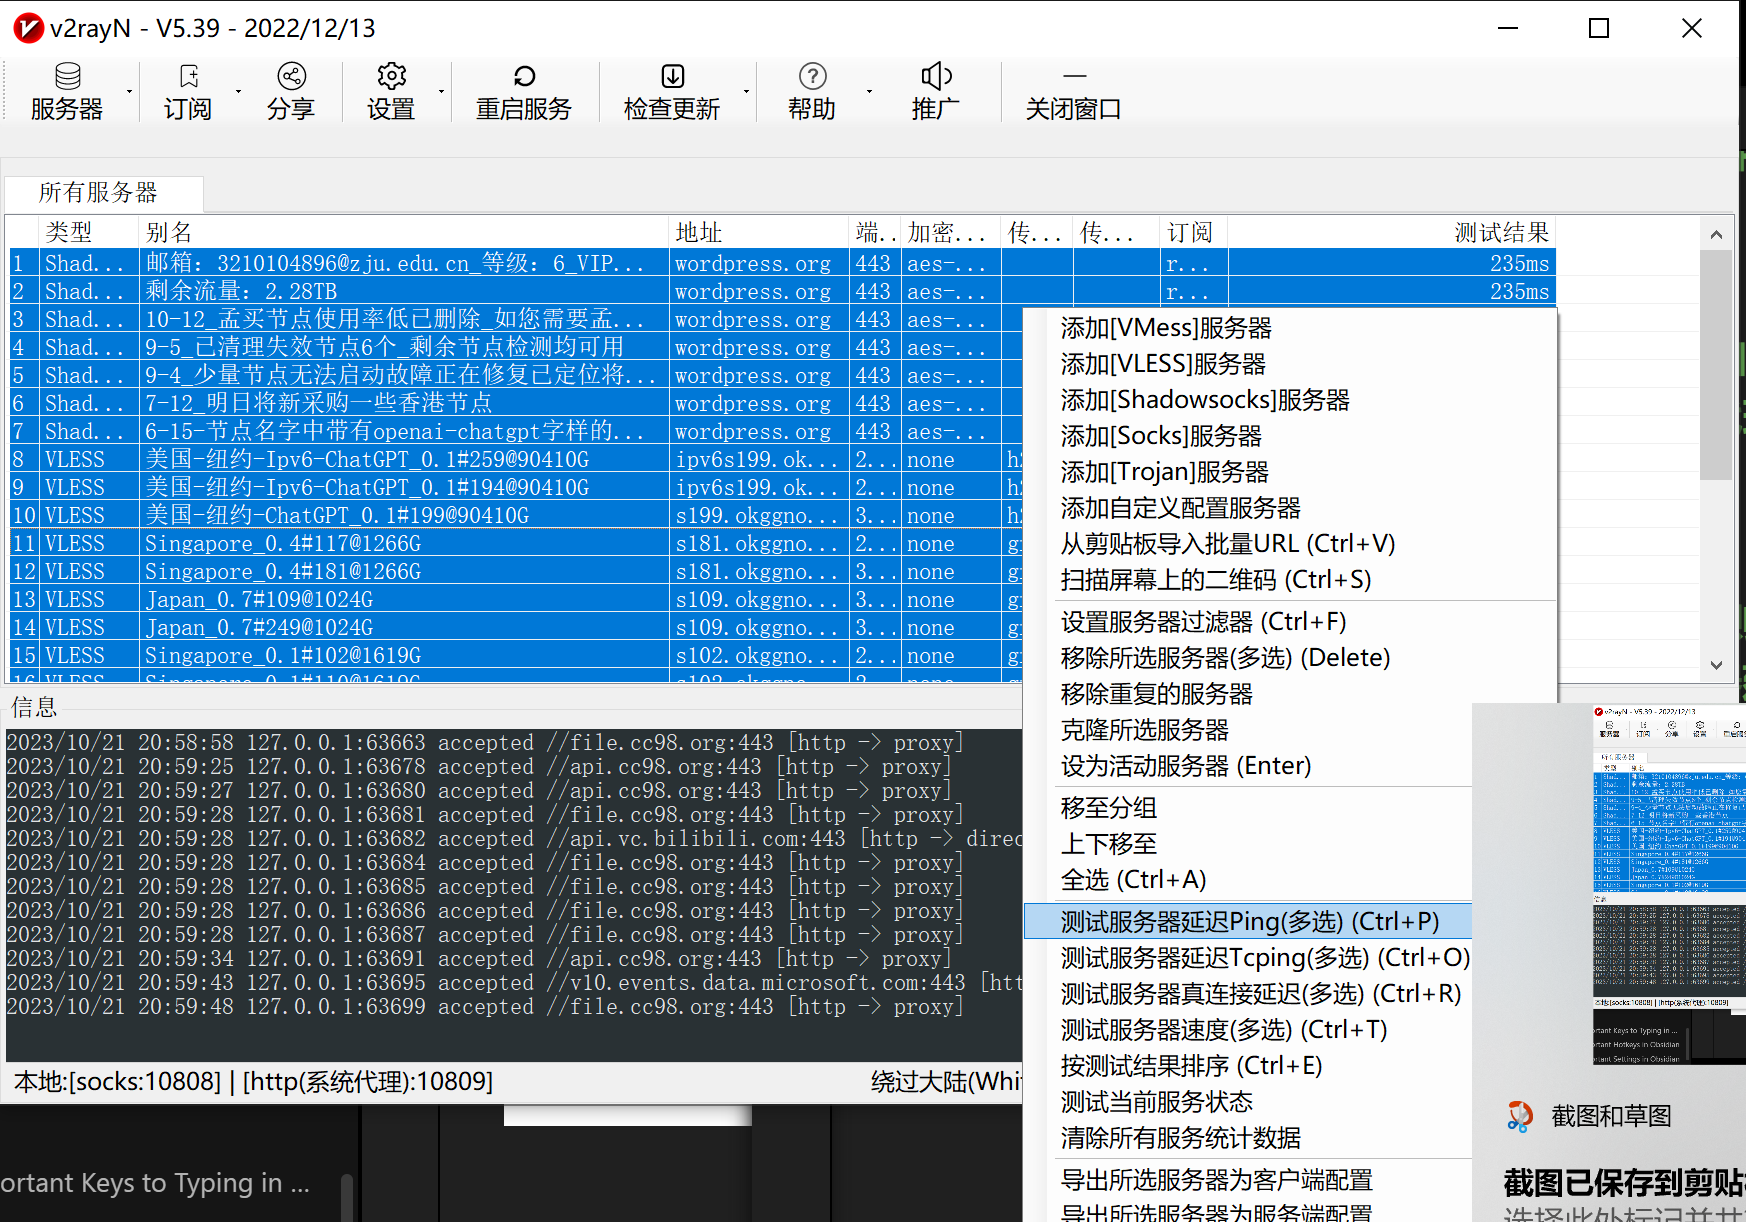 v2rayN - V5.39 - 2022/12/13
服务器 订阅 分享 设置 重启服务 检查更新 帮助 推广 关闭窗口
所有服务器
类型 别名 地址 端.. 加密... 传... 传... 订阅 测试结果
1 Shad... 邮箱: 3210104896@zju.edu.cn_等级: 6_VIP... wordpress.org 443 aes-... r... 235ms
2 Shad... 剩余流量: 2.28TB wordpress.org 443 aes-... r... 235ms
3 Shad... 10-12_孟买节点使用率低已删除_如您需要孟... wordpress.org 443 aes-...
4 Shad... 9-5_已清理失效节点6个_剩余节点检测均可用 wordpress.org 443 aes-...
5 Shad... 9-4_少量节点无法启动故障正在修复已定位将... wordpress.org 443 aes-...
6 Shad... 7-12_明日将新采购一些香港节点 wordpress.org 443 aes-...
7 Shad... 6-15-节点名字中带有openai-chatgpt字样的... wordpress.org 443 aes-...
8 VLESS 美国-纽约-Ipv6-ChatGPT_0.1#259@90410G ipv6s199.ok... 2... none
9 VLESS 美国-纽约-Ipv6-ChatGPT_0.1#194@90410G ipv6s199.ok... 2... none
10 VLESS 美国-纽约-ChatGPT_0.1#199@90410G s199.okggno... 3... none
11 VLESS Singapore_0.4#117@1266G s181.okggno... 2... none
12 VLESS Singapore_0.4#181@1266G s181.okggno... 3... none
13 VLESS Japan_0.7#109@1024G s109.okggno... 3... none
14 VLESS Japan_0.7#249@1024G s109.okggno... 3... none
15 VLESS Singapore_0.1#102@1619G s102.okggno... 2... none
添加[VMess]服务器
添加[VLESS]服务器
添加[Shadowsocks]服务器
添加[Socks]服务器
添加[Trojan]服务器
添加自定义配置服务器
从剪贴板导入批量URL (Ctrl+V)
扫描屏幕上的二维码 (Ctrl+S)
设置服务器过滤器 (Ctrl+F)
移除所选服务器(多选) (Delete)
移除重复的服务器
克隆所选服务器
设为活动服务器 (Enter)
移至分组
上下移至
全选 (Ctrl+A)
测试服务器延迟Ping(多选) (Ctrl+P)
测试服务器延迟Tcping(多选) (Ctrl+O)
测试服务器真连接延迟(多选) (Ctrl+R)
测试服务器速度(多选) (Ctrl+T)
按测试结果排序 (Ctrl+E)
测试当前服务状态
清除所有服务统计数据
导出所选服务器为客户端配置
导出所选服务器为服务端配置
信息
2023/10/21 20:58:58 127.0.0.1:63663 accepted //file.cc98.org:443 [http -> proxy]
2023/10/21 20:59:25 127.0.0.1:63678 accepted //api.cc98.org:443 [http -> proxy]
2023/10/21 20:59:27 127.0.0.1:63680 accepted //api.cc98.org:443 [http -> proxy]
2023/10/21 20:59:28 127.0.0.1:63681 accepted //file.cc98.org:443 [http -> proxy]
2023/10/21 20:59:28 127.0.0.1:63682 accepted //api.vc.bilibili.com:443 [http -> direc
2023/10/21 20:59:28 127.0.0.1:63684 accepted //file.cc98.org:443 [http -> proxy]
2023/10/21 20:59:28 127.0.0.1:63685 accepted //file.cc98.org:443 [http -> proxy]
2023/10/21 20:59:28 127.0.0.1:63686 accepted //file.cc98.org:443 [http -> proxy]
2023/10/21 20:59:28 127.0.0.1:63687 accepted //file.cc98.org:443 [http -> proxy]
2023/10/21 20:59:34 127.0.0.1:63691 accepted //api.cc98.org:443 [http -> proxy]
2023/10/21 20:59:43 127.0.0.1:63695 accepted //v10.events.data.microsoft.com:443 [htt
2023/10/21 20:59:48 127.0.0.1:63699 accepted //file.cc98.org:443 [http -> proxy]
本地:[socks:10808] | [http(系统代理):10809] 绕过大陆(Whi
ortant Keys to Typing in ...
截图和草图
截图已保存到剪贴